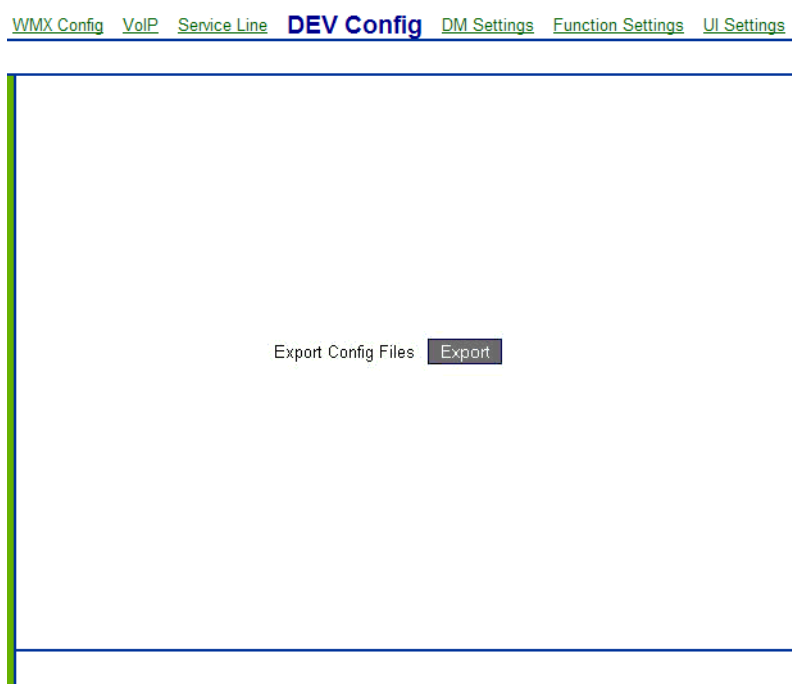 WMX Config VoIP Service Line DEV Config DM Settings Function Settings UI Settings
Export Config Files Export